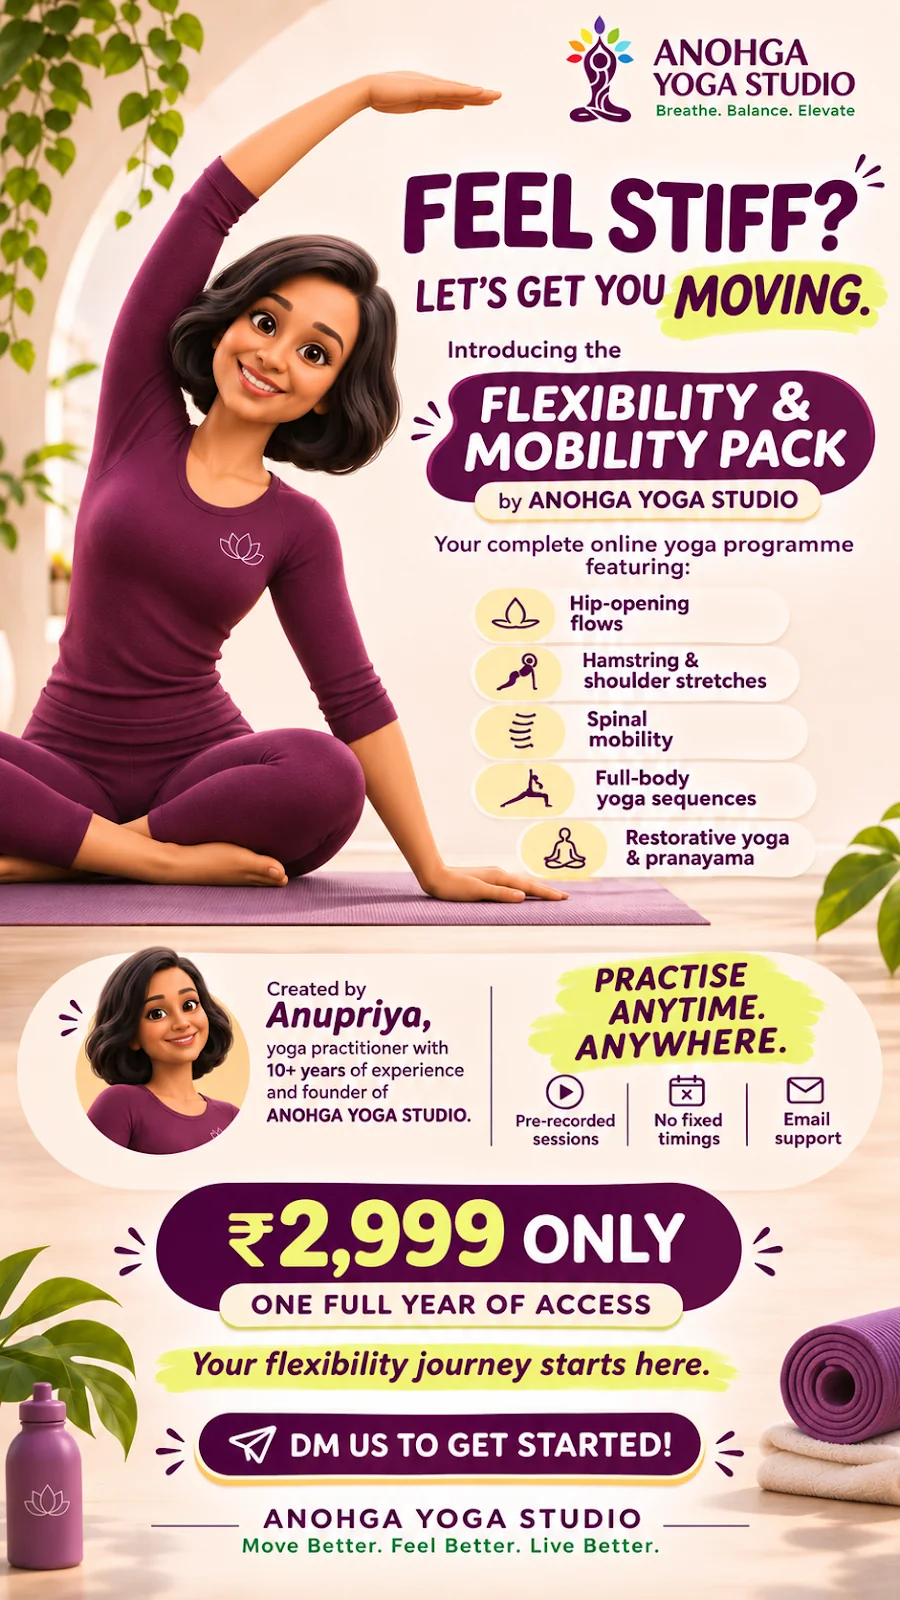 ANOHGA
YOGA STUDIO
Breathe. Balance. Elevate
FEEL STIFF?
LET'S GET YOU MOVING.
Introducing the
FLEXIBILITY &
MOBILITY PACK
by ANOHGA YOGA STUDIO
Your complete online yoga programme
featuring:
Hip-opening
flows
Hamstring &
shoulder stretches
Spinal
mobility
Full-body
yoga sequences
Restorative yoga
& pranayama
Created by
Anupriya,
yoga practitioner with
10+ years of experience
and founder of
ANOHGA YOGA STUDIO.
PRACTISE
ANYTIME.
ANYWHERE.
Pre-recorded
sessions
No fixed
timings
Email
support
₹2,999 ONLY
ONE FULL YEAR OF ACCESS
Your flexibility journey starts here.
DM US TO GET STARTED!
ANOHGA YOGA STUDIO
Move Better. Feel Better. Live Better.